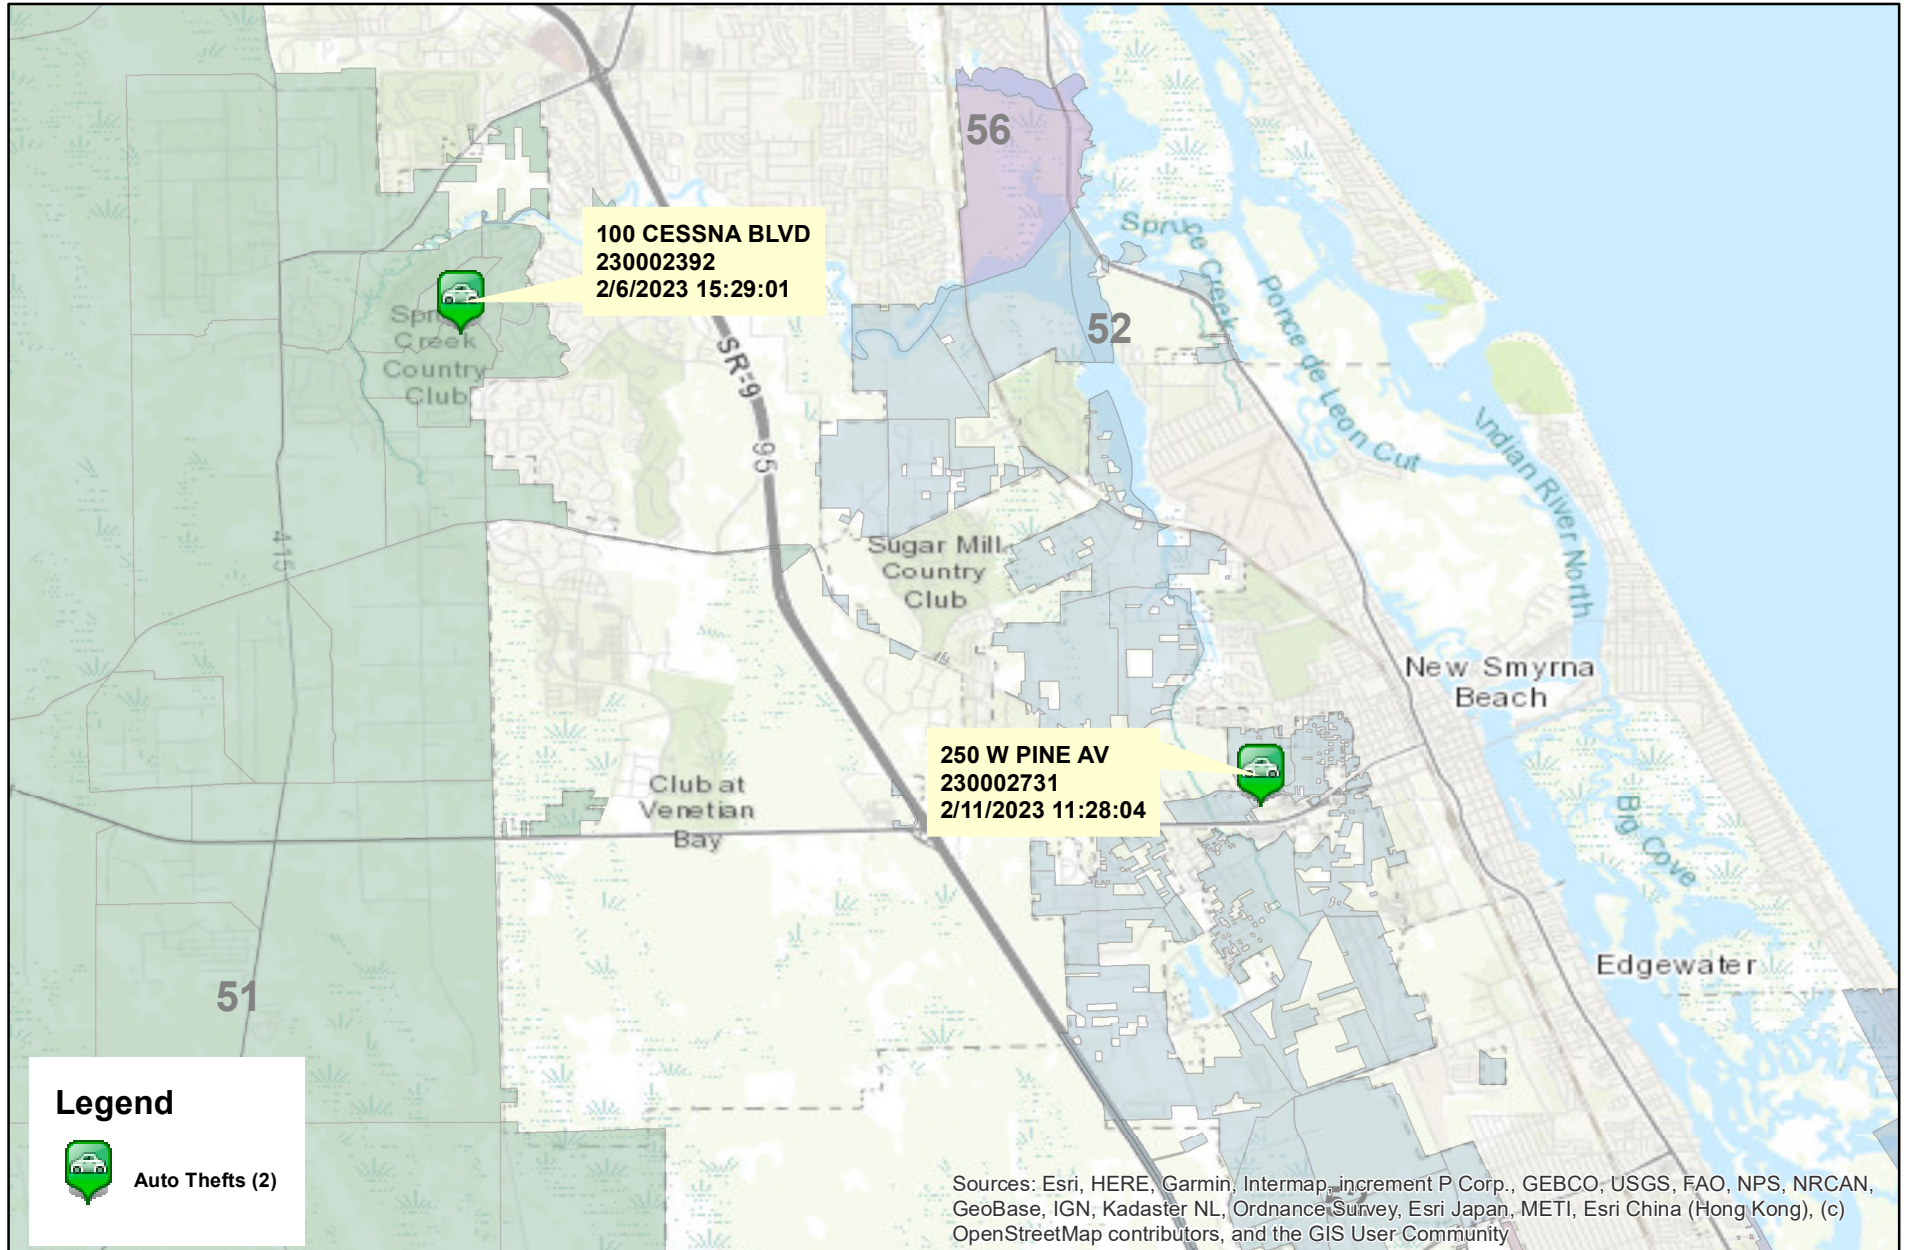 56
100 CESSNA BLVD
230002392
2/6/2023 15:29:01
Spruce Creek
52
Ponce de Leon Cut
Spruce
Creek
Country
Club
SR-9
95
Indian River North
415
Sugar Mill
Country
Club
New Smyrna
Beach
250 W PINE AV
230002731
2/11/2023 11:28:04
Club at
Venetian
Bay
Big Cove
Edgewater
51
Legend
Auto Thefts (2)
Sources: Esri, HERE, Garmin, Intermap, increment P Corp., GEBCO, USGS, FAO, NPS, NRCAN,
GeoBase, IGN, Kadaster NL, Ordnance Survey, Esri Japan, METI, Esri China (Hong Kong), (c)
OpenStreetMap contributors, and the GIS User Community